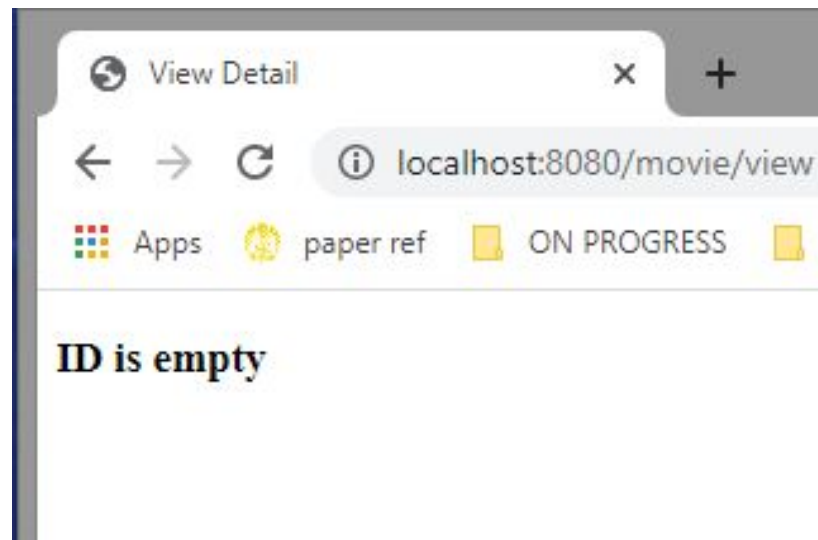 View Detail
localhost:8080/movie/view
Apps paper ref ON PROGRESS
ID is empty